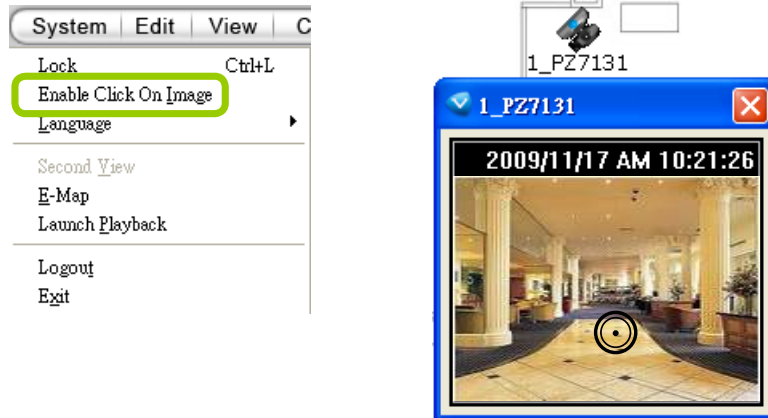 System Edit View C
Lock Ctrl+L
Enable Click On Image
Language
Second View
E-Map
Launch Playback
Logout
Exit
1_PZ7131
1_PZ7131
2009/11/17 AM 10:21:26